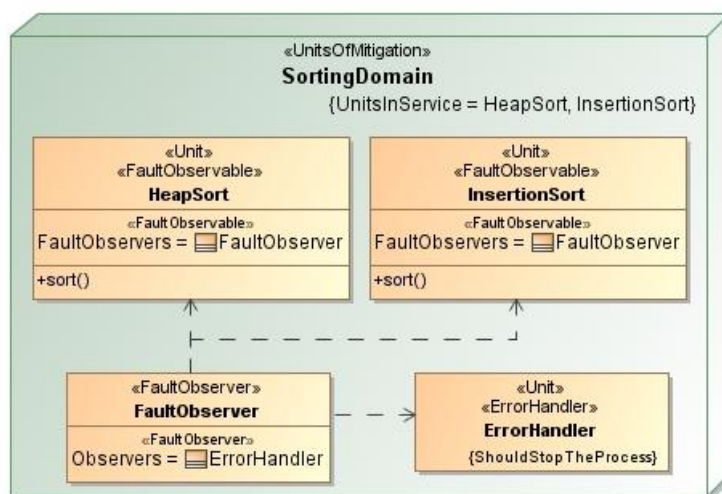 «UnitsOfMitigation»
SortingDomain
{UnitsInService = HeapSort, InsertionSort}
«Unit»
«FaultObservable»
HeapSort
«FaultObservable»
FaultObservers = FaultObserver
+sort()
«Unit»
«FaultObservable»
InsertionSort
«FaultObservable»
FaultObservers = FaultObserver
+sort()
«FaultObserver»
FaultObserver
«FaultObserver»
Observers = ErrorHandler
«Unit»
«ErrorHandler»
ErrorHandler
{ShouldStopTheProcess}